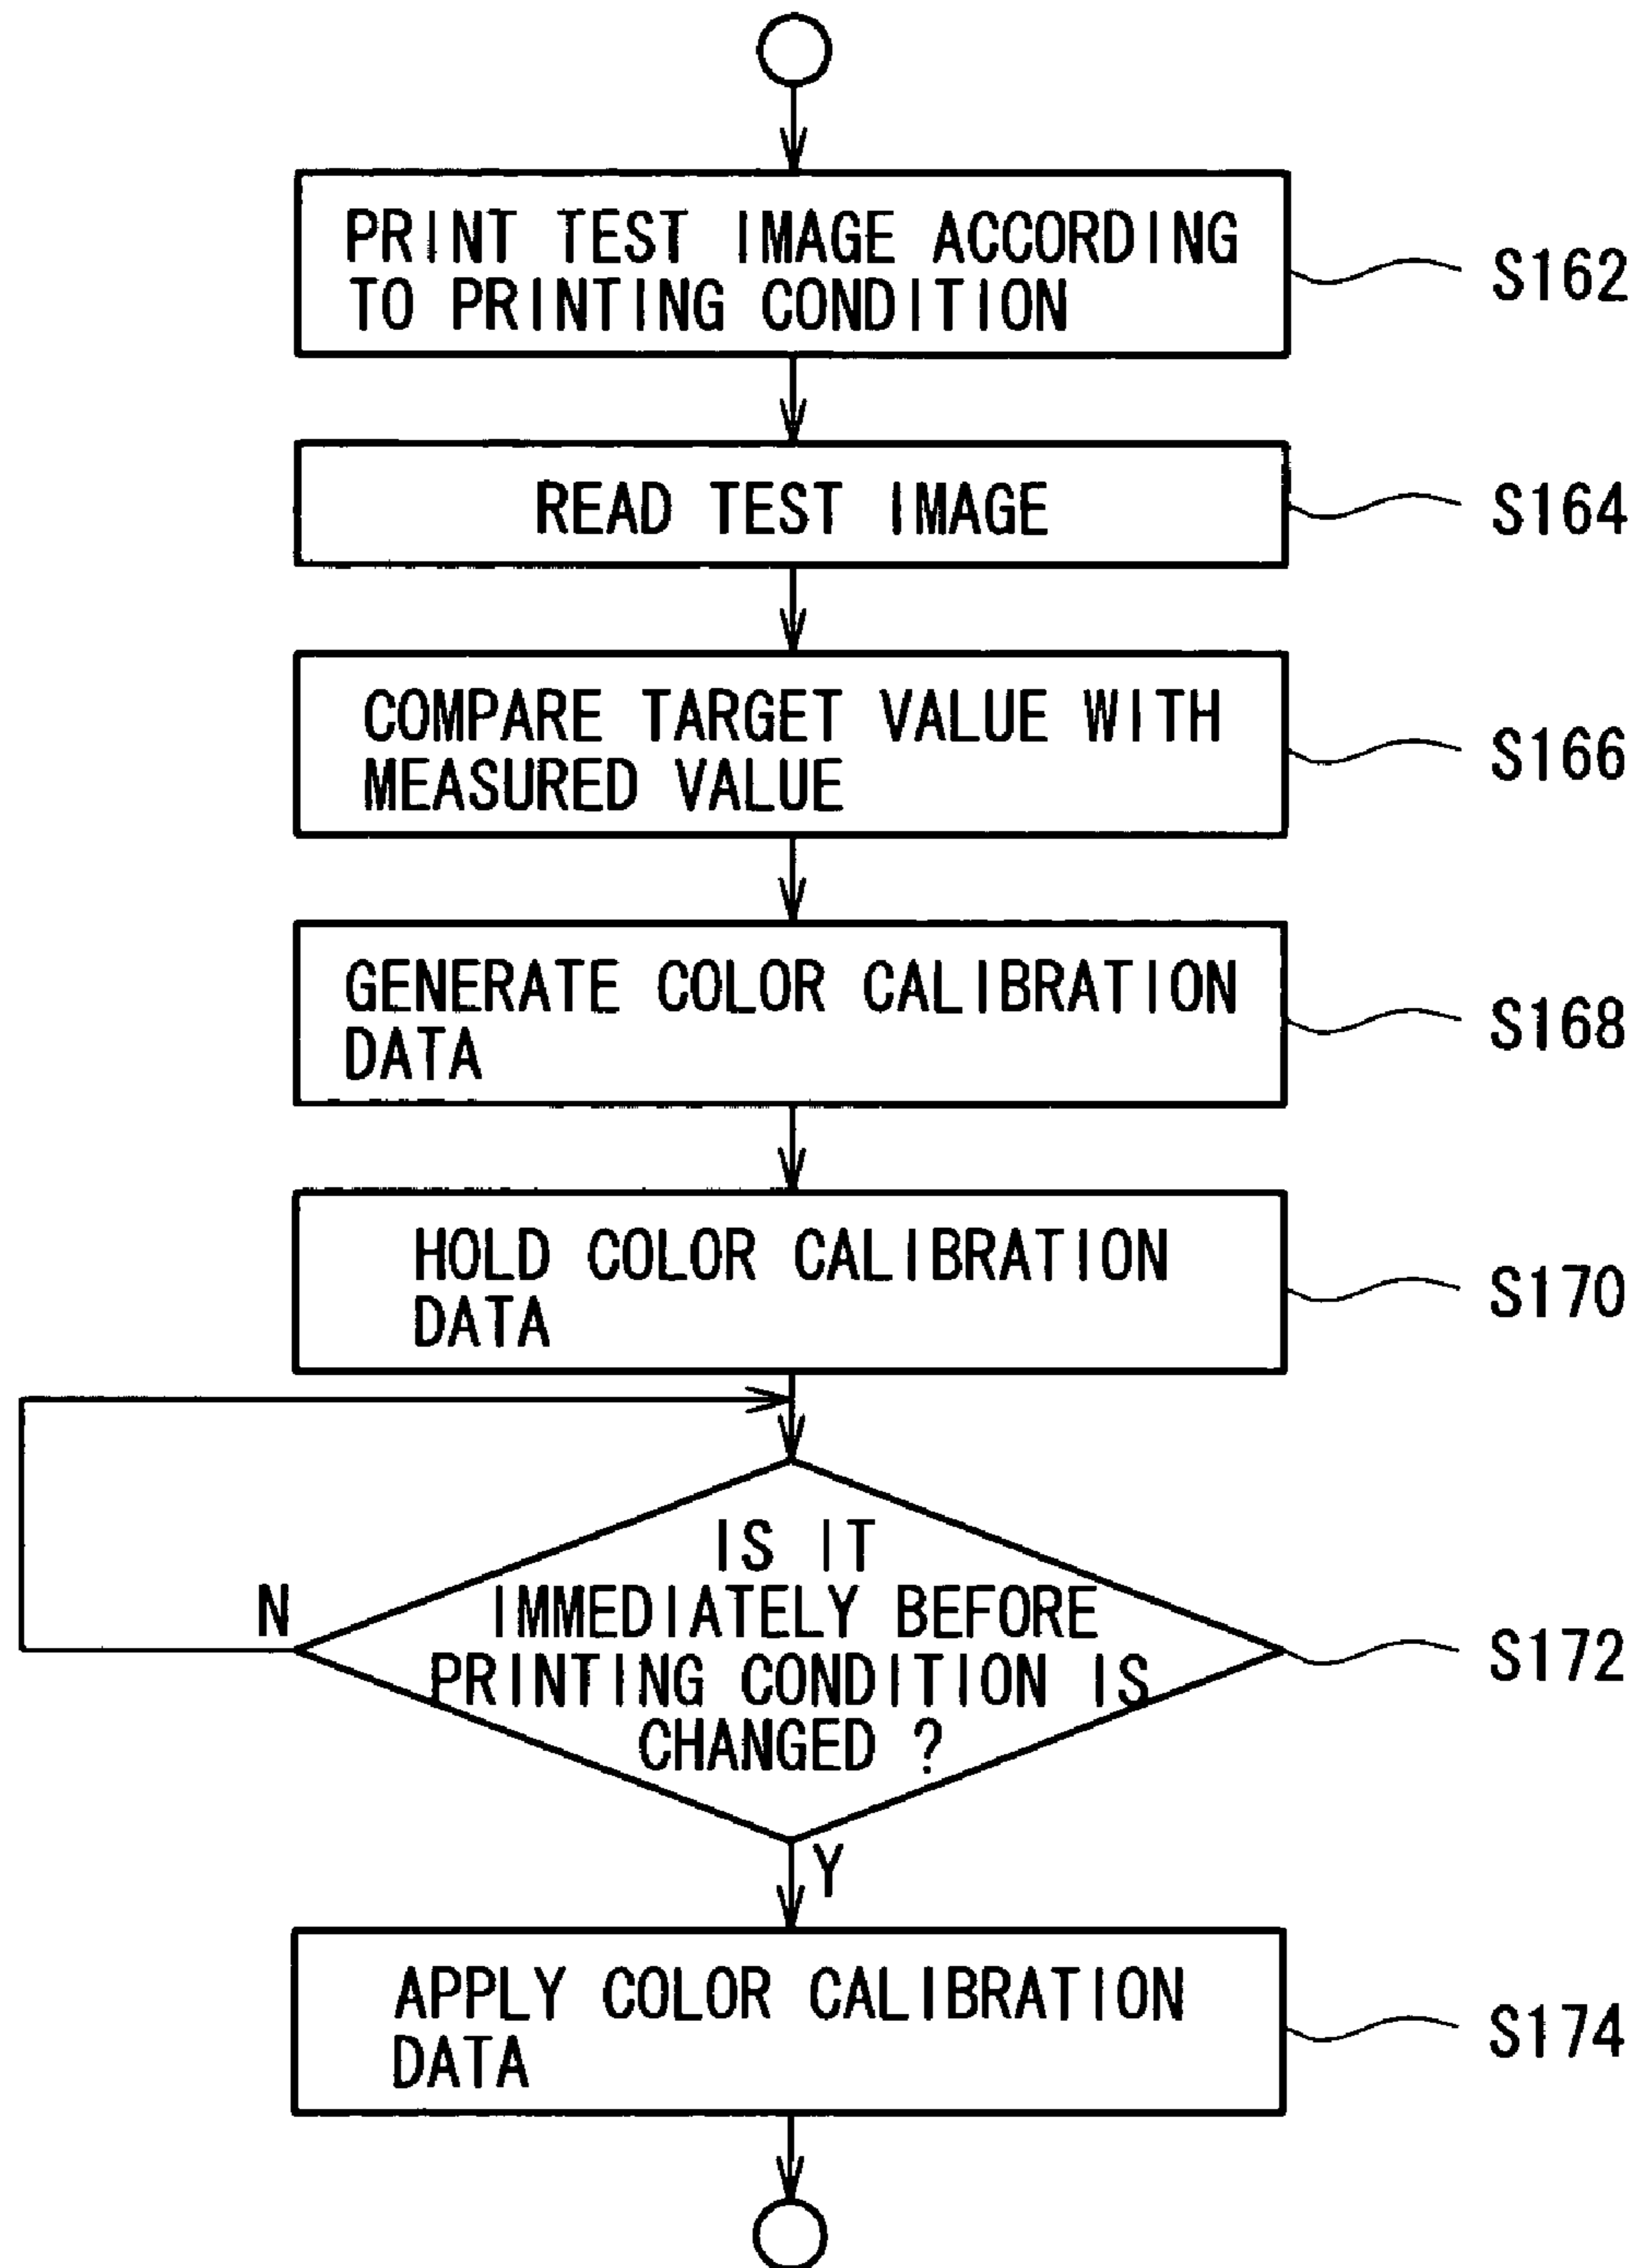 PRINT TEST IMAGE ACCORDING
TO PRINTING CONDITION
S162
READ TEST IMAGE
S164
COMPARE TARGET VALUE WITH
MEASURED VALUE
S166
GENERATE COLOR CALIBRATION
DATA
S168
HOLD COLOR CALIBRATION
DATA
S170
IS IT
IMMEDIATELY BEFORE
PRINTING CONDITION IS
CHANGED ?
N
S172
Y
APPLY COLOR CALIBRATION
DATA
S174